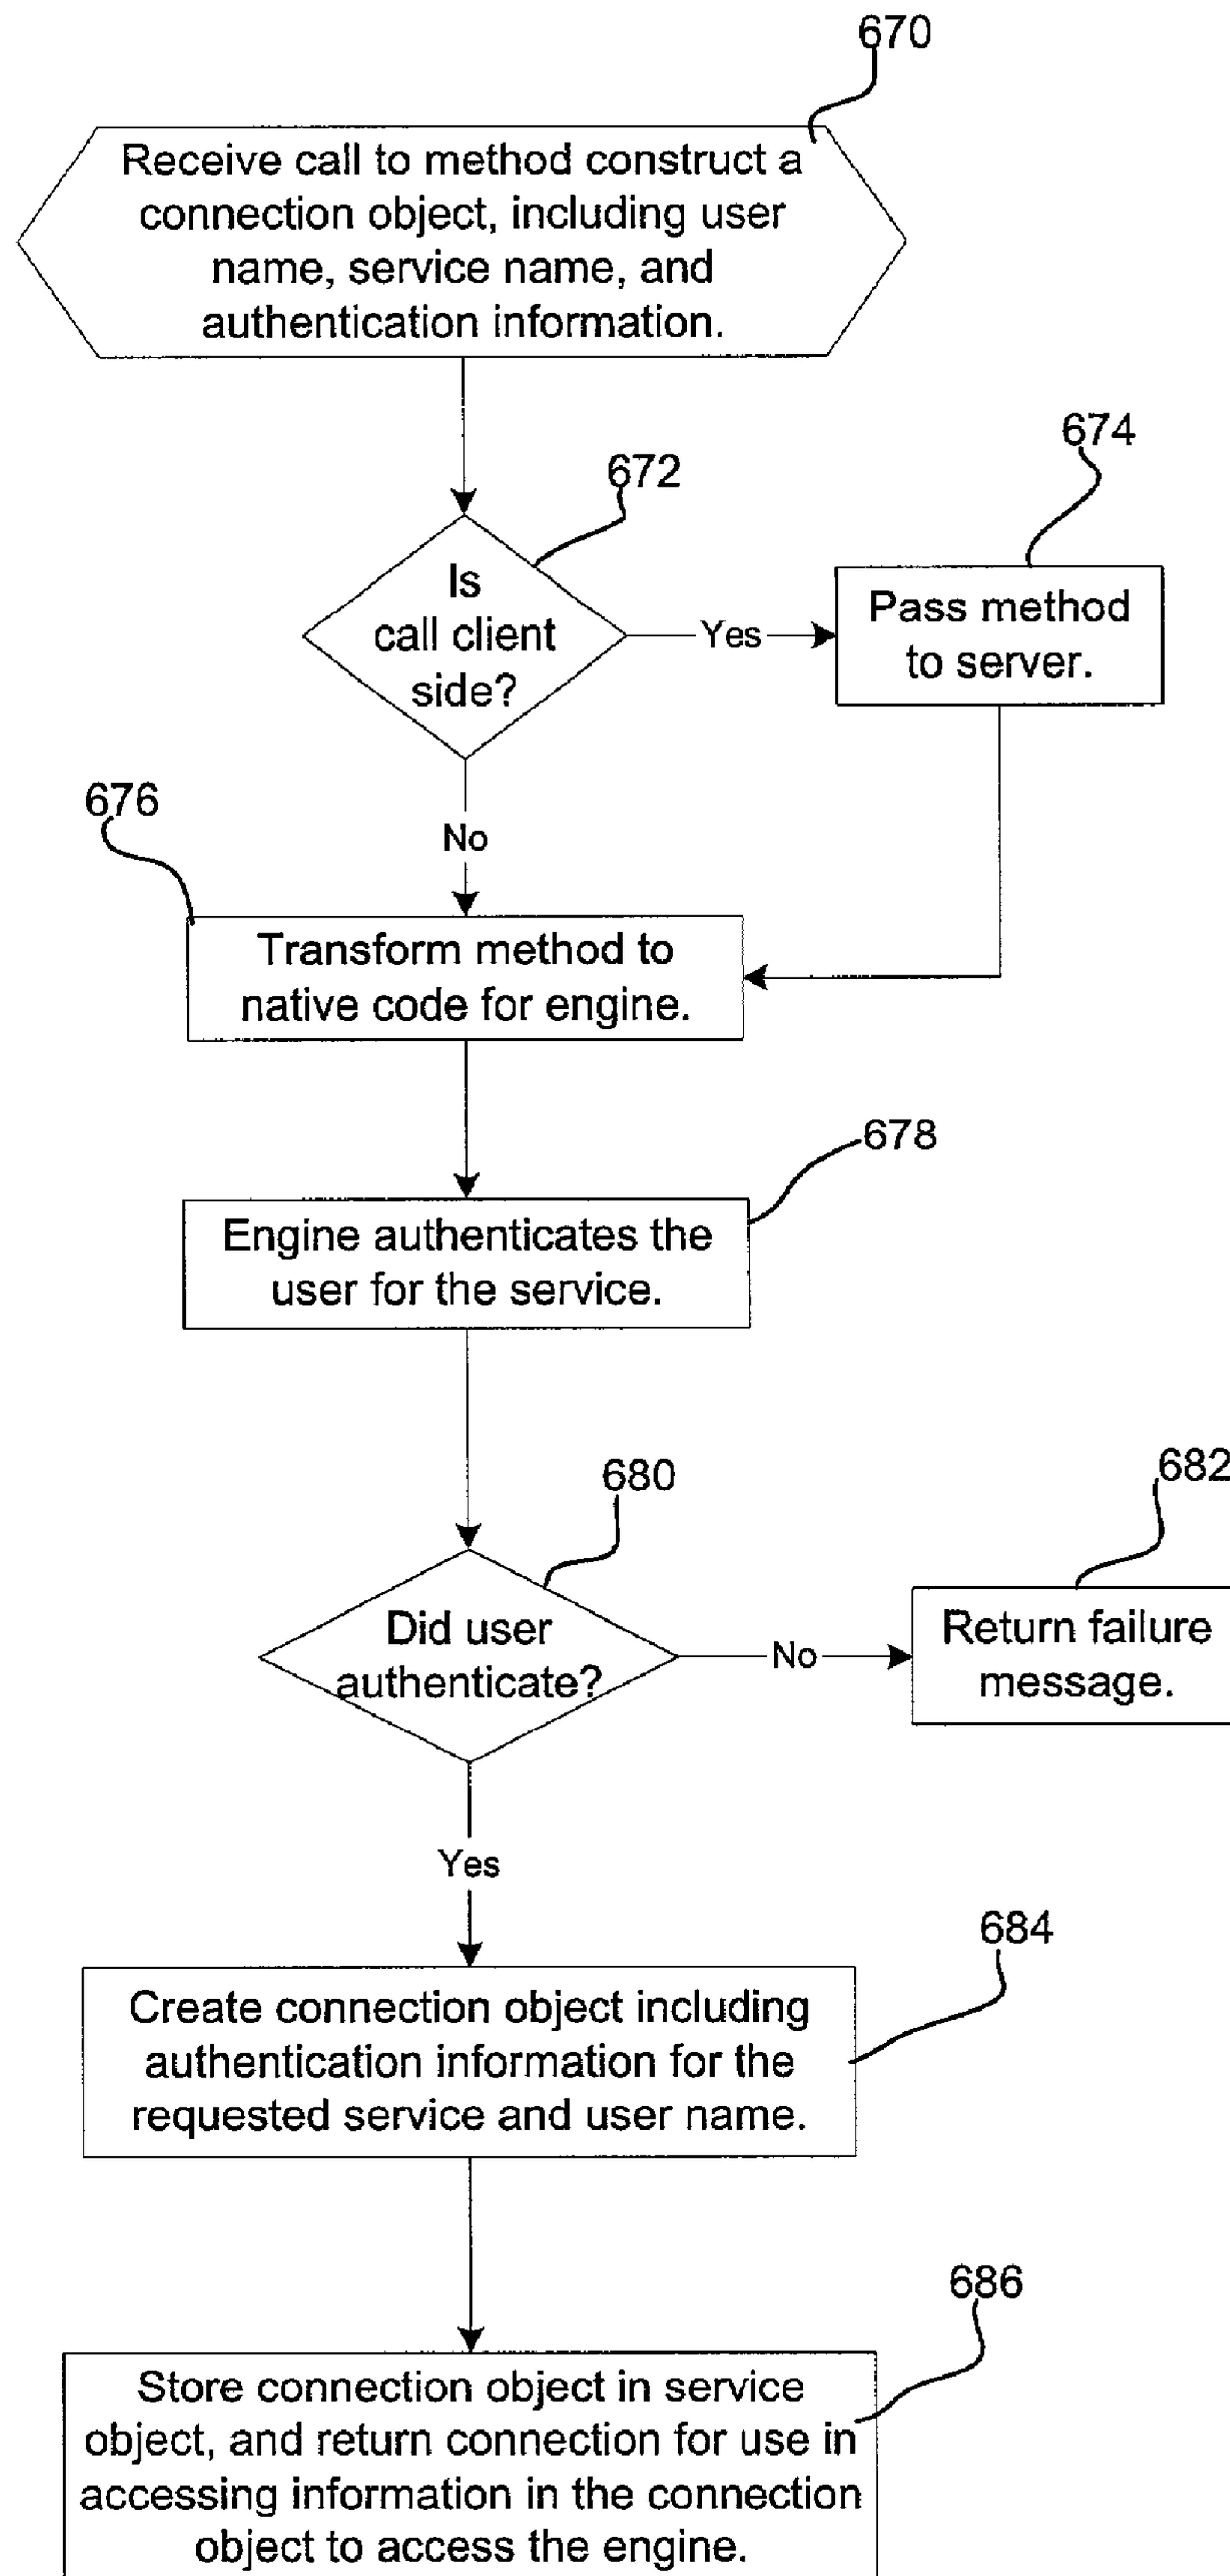 670
Receive call to method construct a
connection object, including user
name, service name, and
authentication information.
672
Is
call client
side?
Yes
674
Pass method
to server.
No
676
Transform method to
native code for engine.
678
Engine authenticates the
user for the service.
680
Did user
authenticate?
No
682
Return failure
message.
Yes
684
Create connection object including
authentication information for the
requested service and user name.
686
Store connection object in service
object, and return connection for use in
accessing information in the connection
object to access the engine.